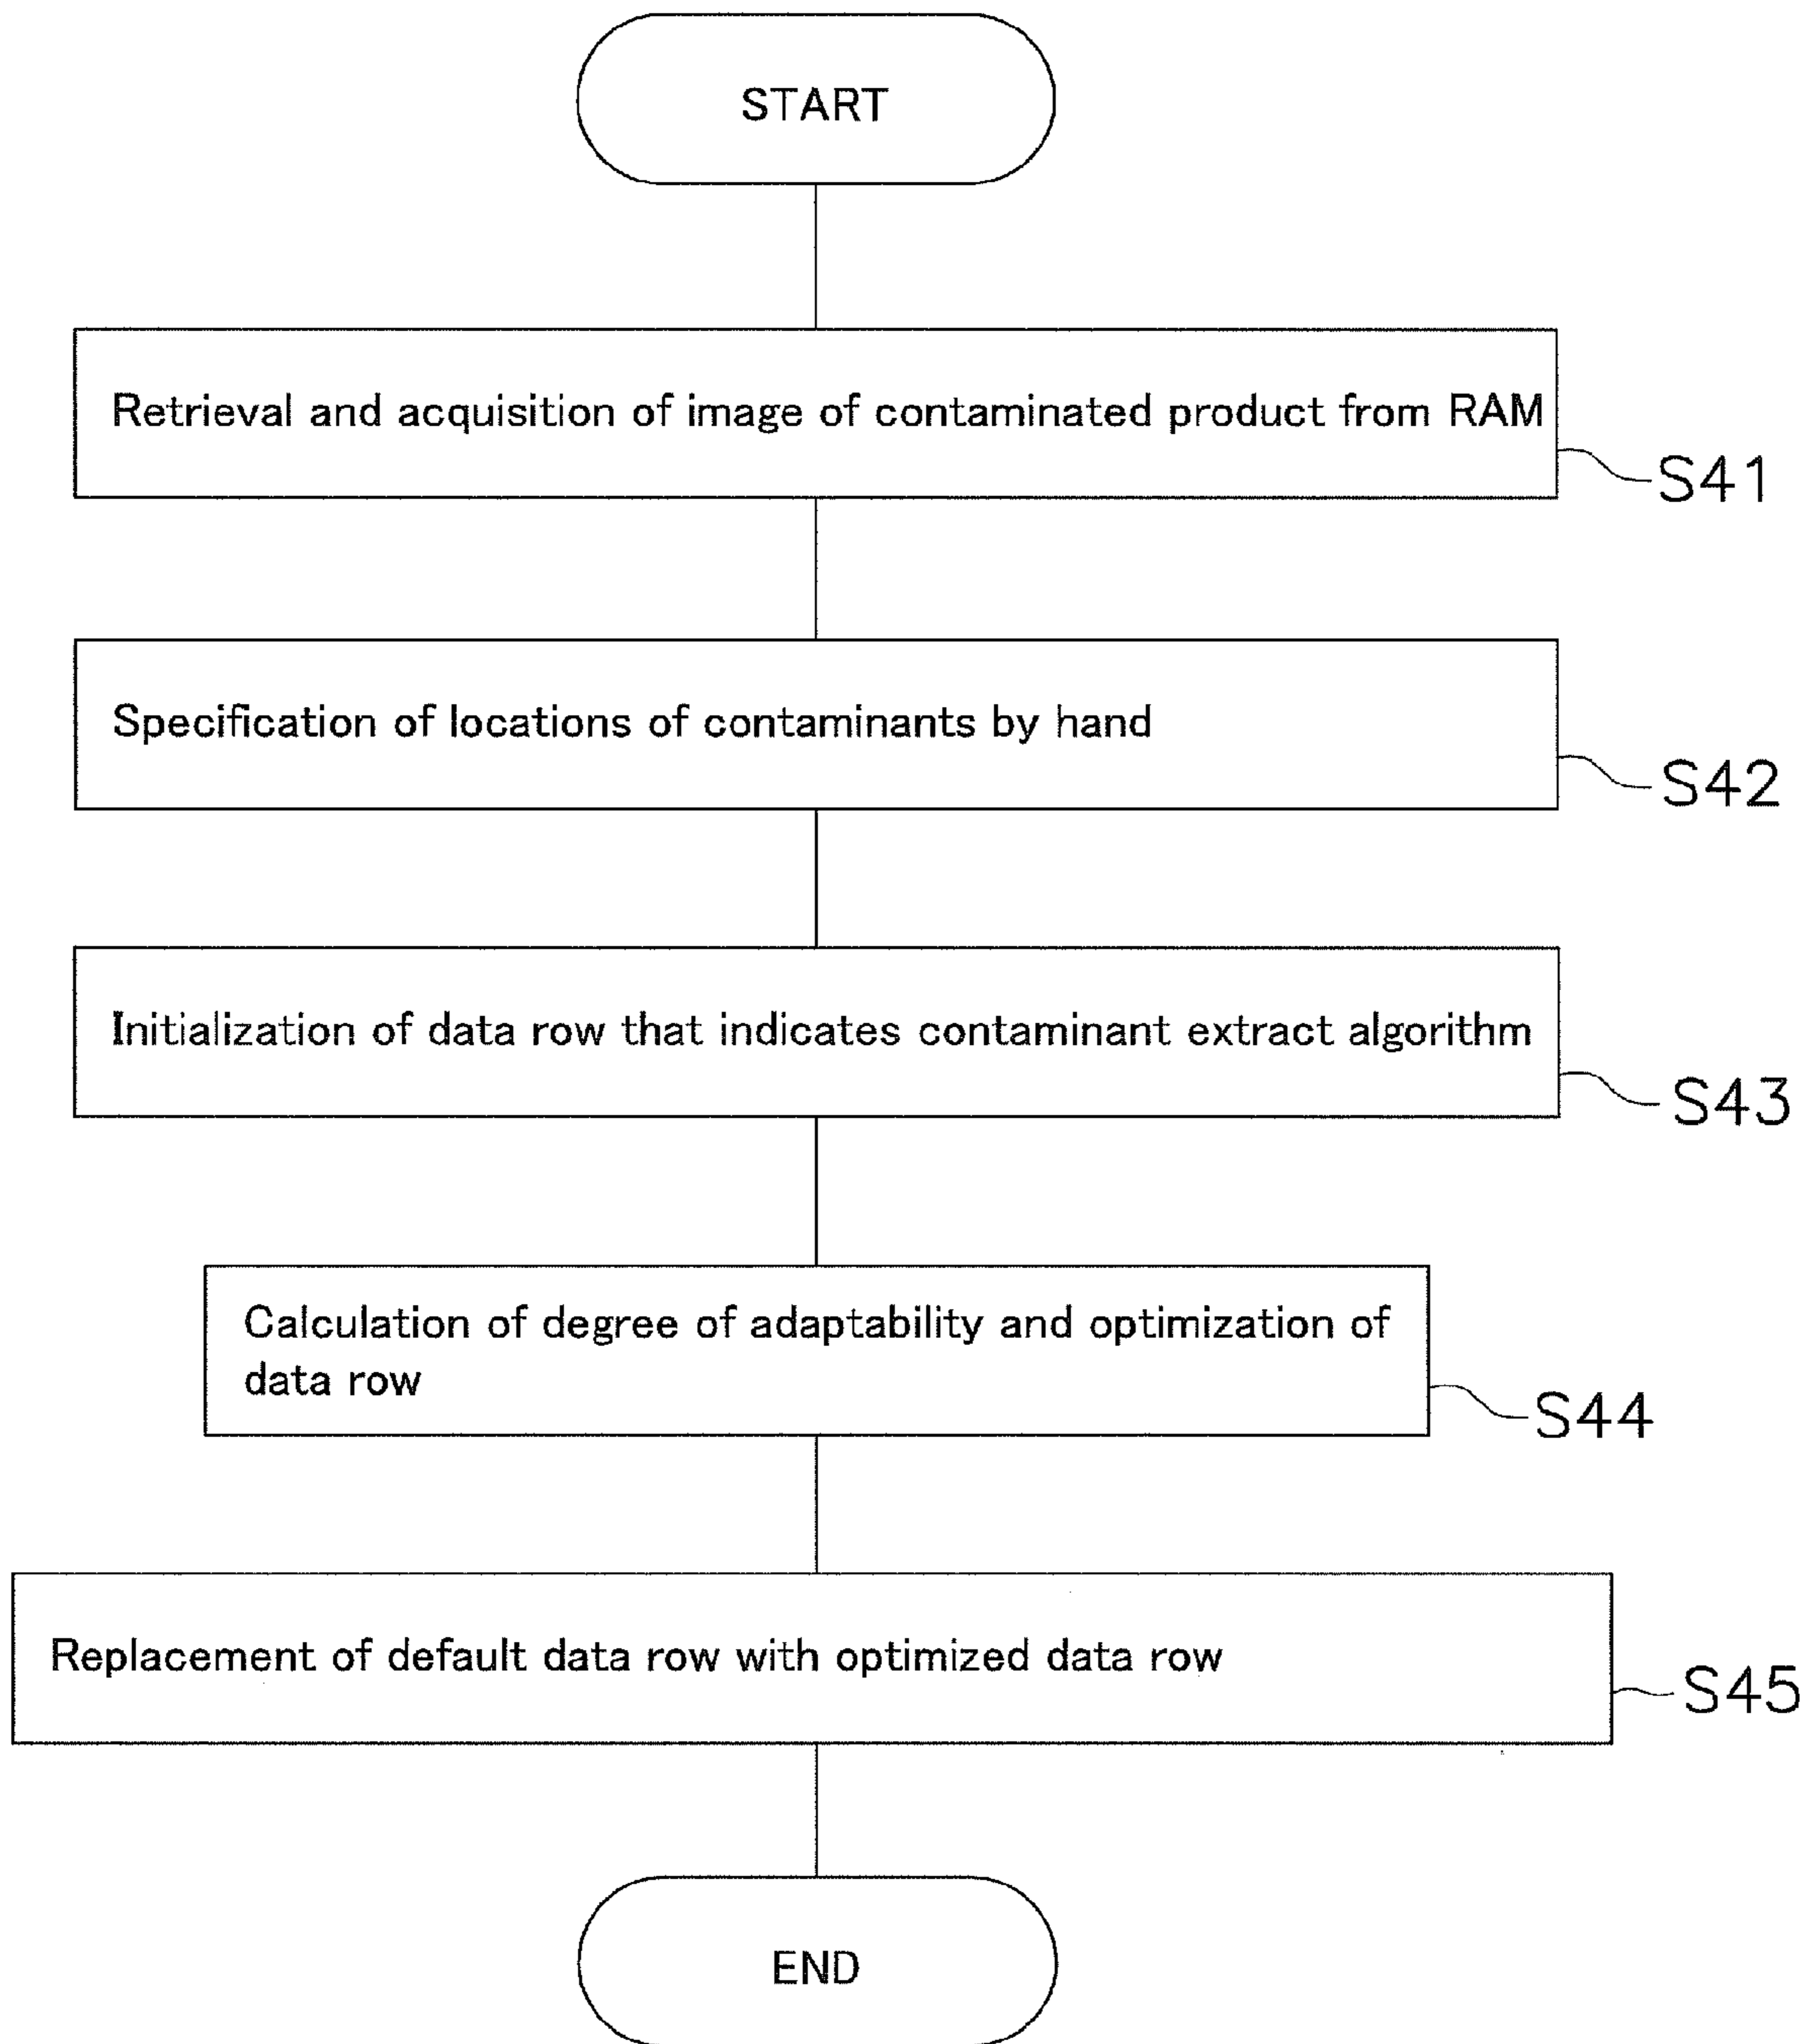 START
Retrieval and acquisition of image of contaminated product from RAM
S41
Specification of locations of contaminants by hand
S42
Initialization of data row that indicates contaminant extract algorithm
S43
Calculation of degree of adaptability and optimization of
data row
S44
Replacement of default data row with optimized data row
S45
END